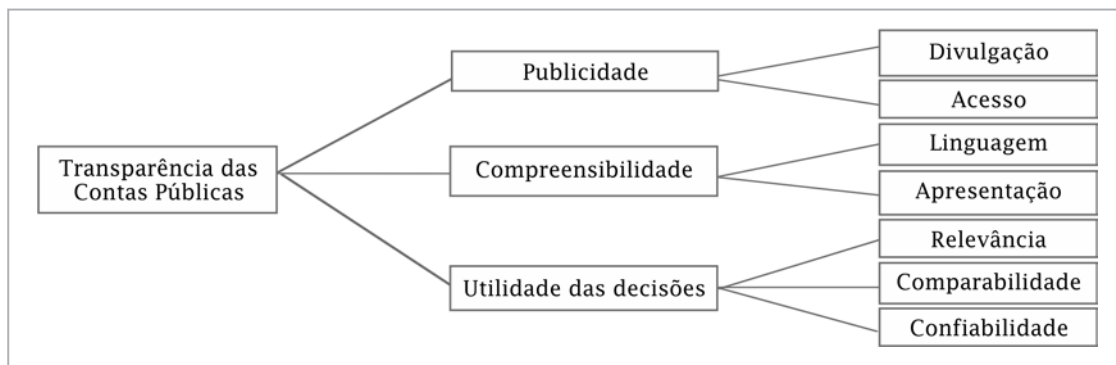 Transparência das
Contas Públicas
Publicidade
Compreensibilidade
Utilidade das decisões
Divulgação
Acesso
Linguagem
Apresentação
Relevância
Comparabilidade
Confiabilidade